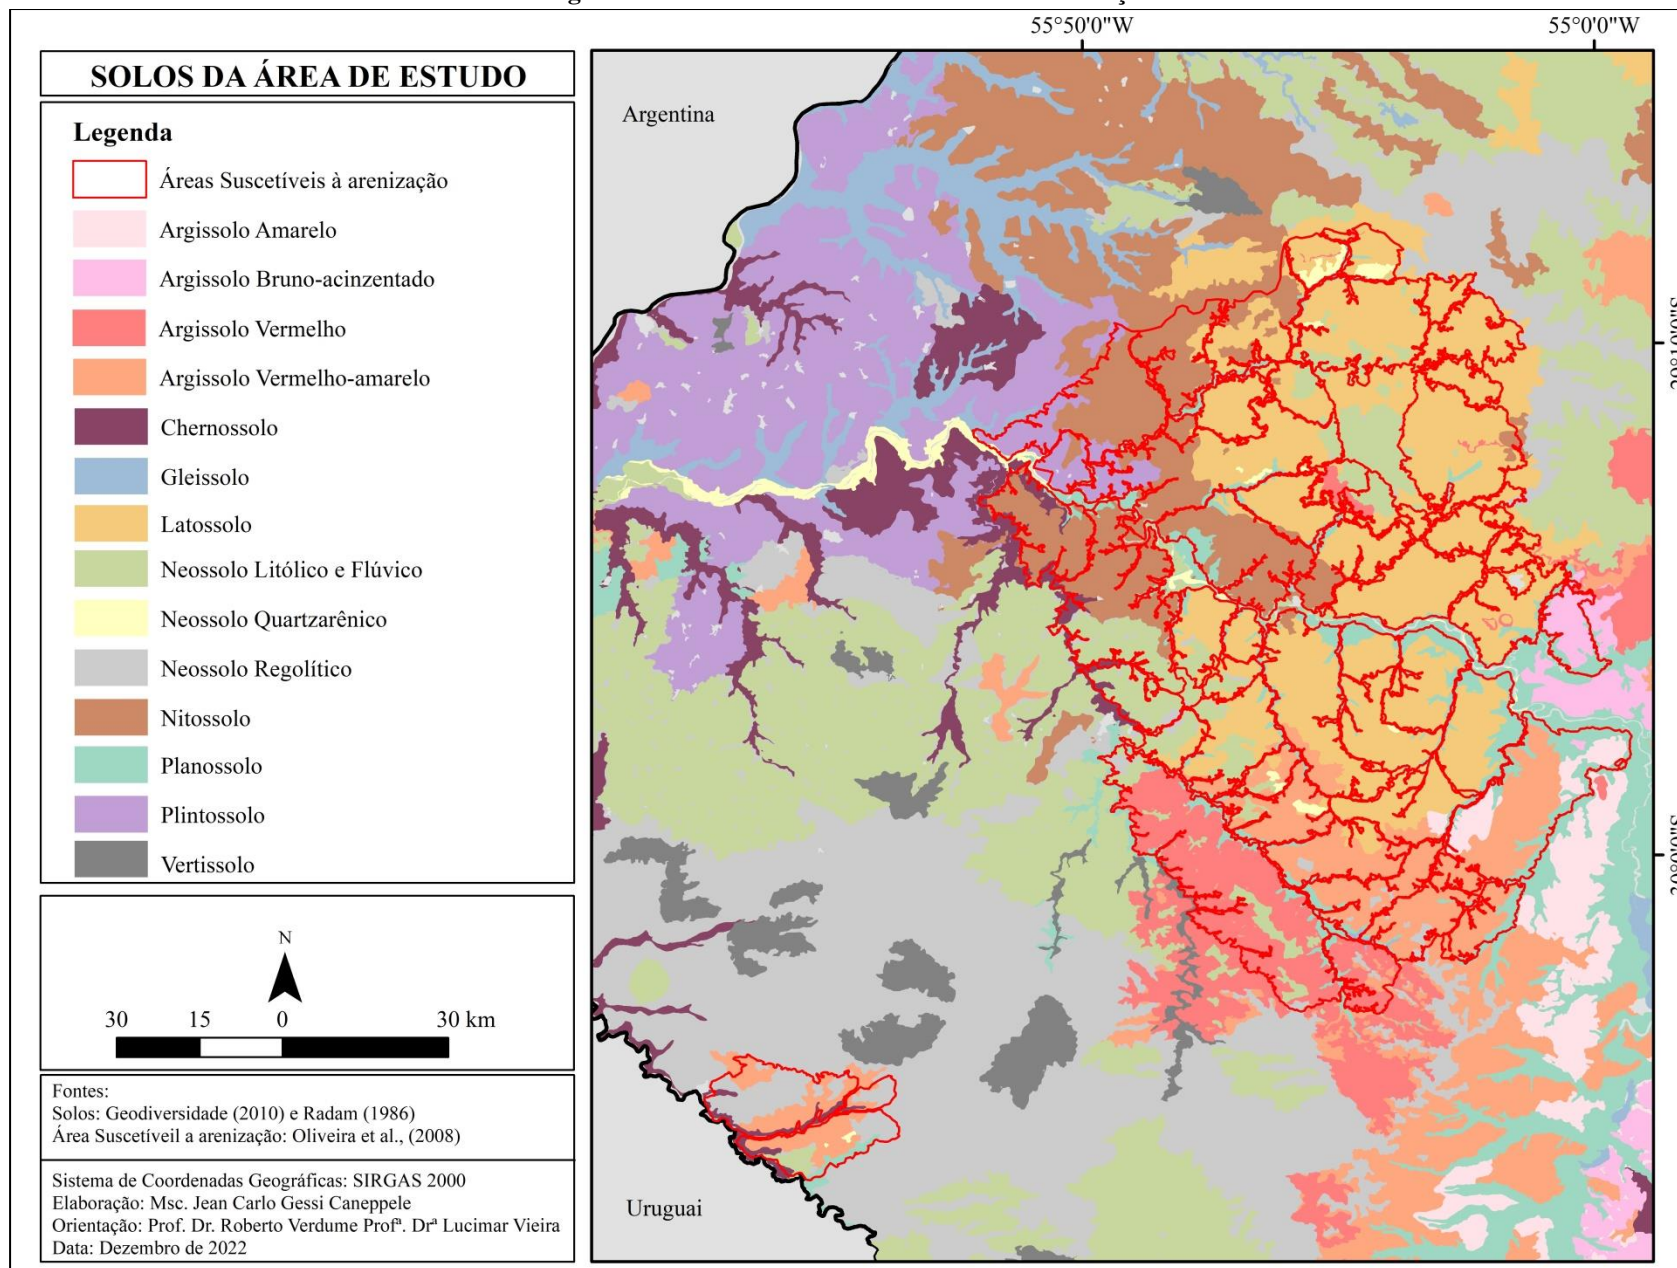 55°50'0"W
55°0'0"W
SOLOS DA ÁREA DE ESTUDO
Legenda
Áreas Suscetíveis à arenização
Argissolo Amarelo
Argissolo Bruno-acinzentado
Argissolo Vermelho
Argissolo Vermelho-amarelo
Chernossolo
Gleissolo
Latossolo
Neossolo Litólico e Flúvico
Neossolo Quartzarênico
Neossolo Regolítico
Nitossolo
Planossolo
Plintossolo
Vertissolo
Argentina
Uruguai
N
30 15 0 30 km
Fontes:
Solos: Geodiversidade (2010) e Radam (1986)
Área Suscetíveil a arenização: Oliveira et al., (2008)
Sistema de Coordenadas Geográficas: SIRGAS 2000
Elaboração: Msc. Jean Carlo Gessi Caneppele
Orientação: Prof. Dr. Roberto Verdume Profª. Drª Lucimar Vieira
Data: Dezembro de 2022